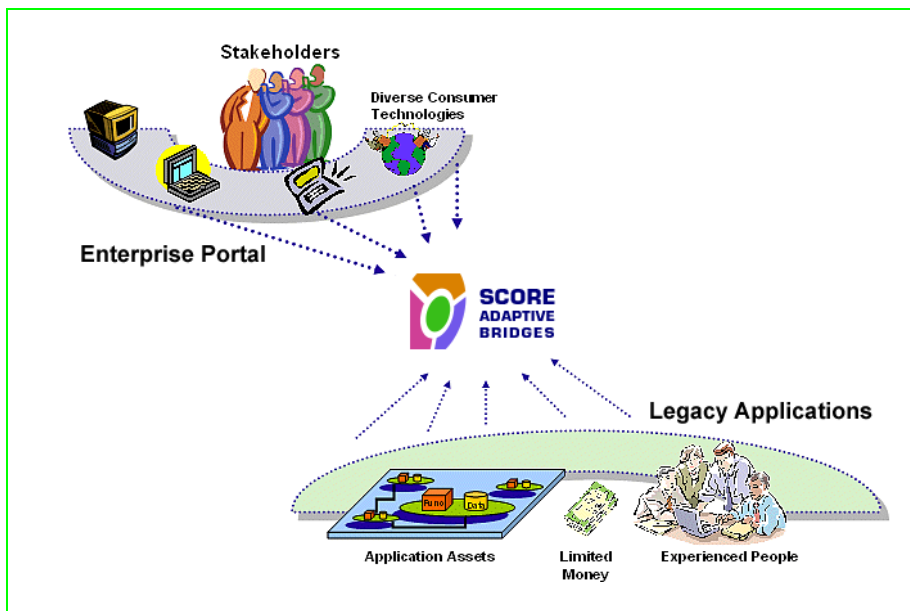 Stakeholders
Diverse Consumer
Technologies
Enterprise Portal
SCORE
ADAPTIVE
BRIDGES
Legacy Applications
Func
Data
Application Assets
Limited
Money
Experienced People